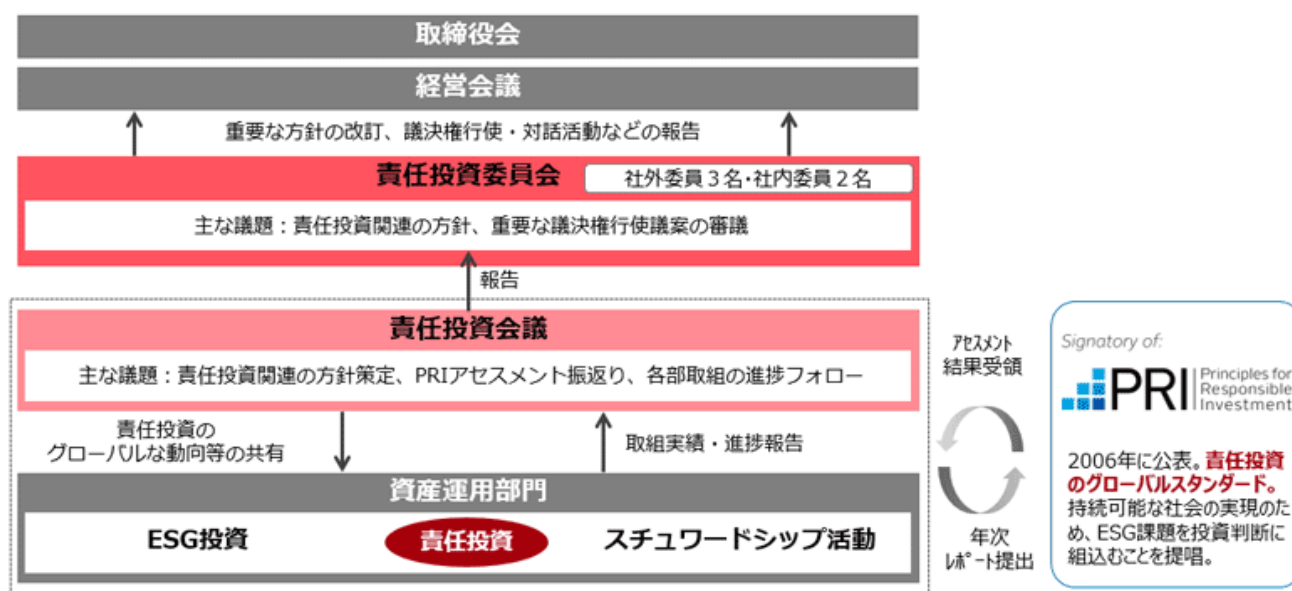 取締役会
経営会議
重要な方針の改訂、議決権行使・対話活動などの報告
責任投資委員会
社外委員3名・社内委員2名
主な議題：責任投資関連の方針、重要な議決権行使議案の審議
報告
責任投資会議
主な議題：責任投資関連の方針策定、PRIアセスメント振返り、各部取組の進捗フォロー
責任投資の
グローバルな動向等の共有
取組実績・進捗報告
資産運用部門
ESG投資
責任投資
スチュワードシップ活動
ｱｾｽﾒﾝﾄ
結果受領
年次
ﾚﾎﾟｰﾄ提出
Signatory of:
PRI
Principles for
Responsible
Investment
2006年に公表。責任投資
のグローバルスタンダード。
持続可能な社会の実現のた
め、ESG課題を投資判断に
組込むことを提唱。